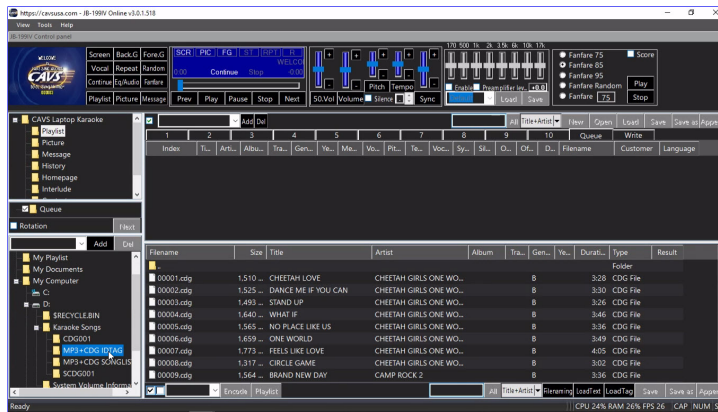 https://cavsusa.com - JB-199IV Online v3.0.1.518
View Tools Help
JB-199IV Control panel
WELCOME
CAVS
Screen Back.G Fore.G
Vocal Repeat Random
Continue Eq/Audio Fanfare
Playlist Picture Message
SCR PIC FG ST RPT R
WELCO
0:00 Continue Stop -0:00
Prev Play Pause Stop Next
50.Vol Volume Silence Pitch Tempo Sync
170 500 1k 2k 3.5k 6k 10k 17k
Enable Preamplifier lev.. +0.0
Load Save
Fanfare 75 Score
Fanfare 85
Fanfare 95
Fanfare Random Play
Fanfare 75 Stop
CAVS Laptop Karaoke
Playlist
Picture
Message
History
Homepage
Interlude
Queue
Rotation Next
Add Del
My Playlist
My Documents
My Computer
C:
D:
$RECYCLE.BIN
Karaoke Songs
CDG001
MP3+CDG IDTAG
MP3+CDG SONGLIS
SCDG001
System Volume Informa
Add Del All Title+Artist New Open Load Save Save as Appe
1 2 3 4 5 6 7 8 9 10 Queue Write
Index Ti... Arti... Albu... Tra... Gen... Ye... Me... Vo... Pit... Te... Voc... Sy... Sil... O... Of... D... Filename Customer Language
Filename Size Title Artist Album Tra... Gen... Ye... Durati... Type Result
.. Folder
00001.cdg 1,510 ... CHEETAH LOVE CHEETAH GIRLS ONE WO... B 3:28 CDG File
00002.cdg 1,525 ... DANCE ME IF YOU CAN CHEETAH GIRLS ONE WO... B 3:30 CDG File
00003.cdg 1,493 ... STAND UP CHEETAH GIRLS ONE WO... B 3:26 CDG File
00004.cdg 1,640 ... WHAT IF CHEETAH GIRLS ONE WO... B 3:46 CDG File
00005.cdg 1,565 ... NO PLACE LIKE US CHEETAH GIRLS ONE WO... B 3:36 CDG File
00006.cdg 1,659 ... ONE WORLD CHEETAH GIRLS ONE WO... B 3:49 CDG File
00007.cdg 1,773 ... FEELS LIKE LOVE CHEETAH GIRLS ONE WO... B 4:05 CDG File
00008.cdg 1,317 ... CIRCLE GAME CHEETAH GIRLS ONE WO... B 3:02 CDG File
00009.cdg 1,564 ... BRAND NEW DAY CAMP ROCK 2 B 3:36 CDG File
Encode Playlist All Title+Artist Filenaming LoadText LoadTag Save Save as Appe
Ready CPU 24% RAM 26% FPS 26 CAP NUM S